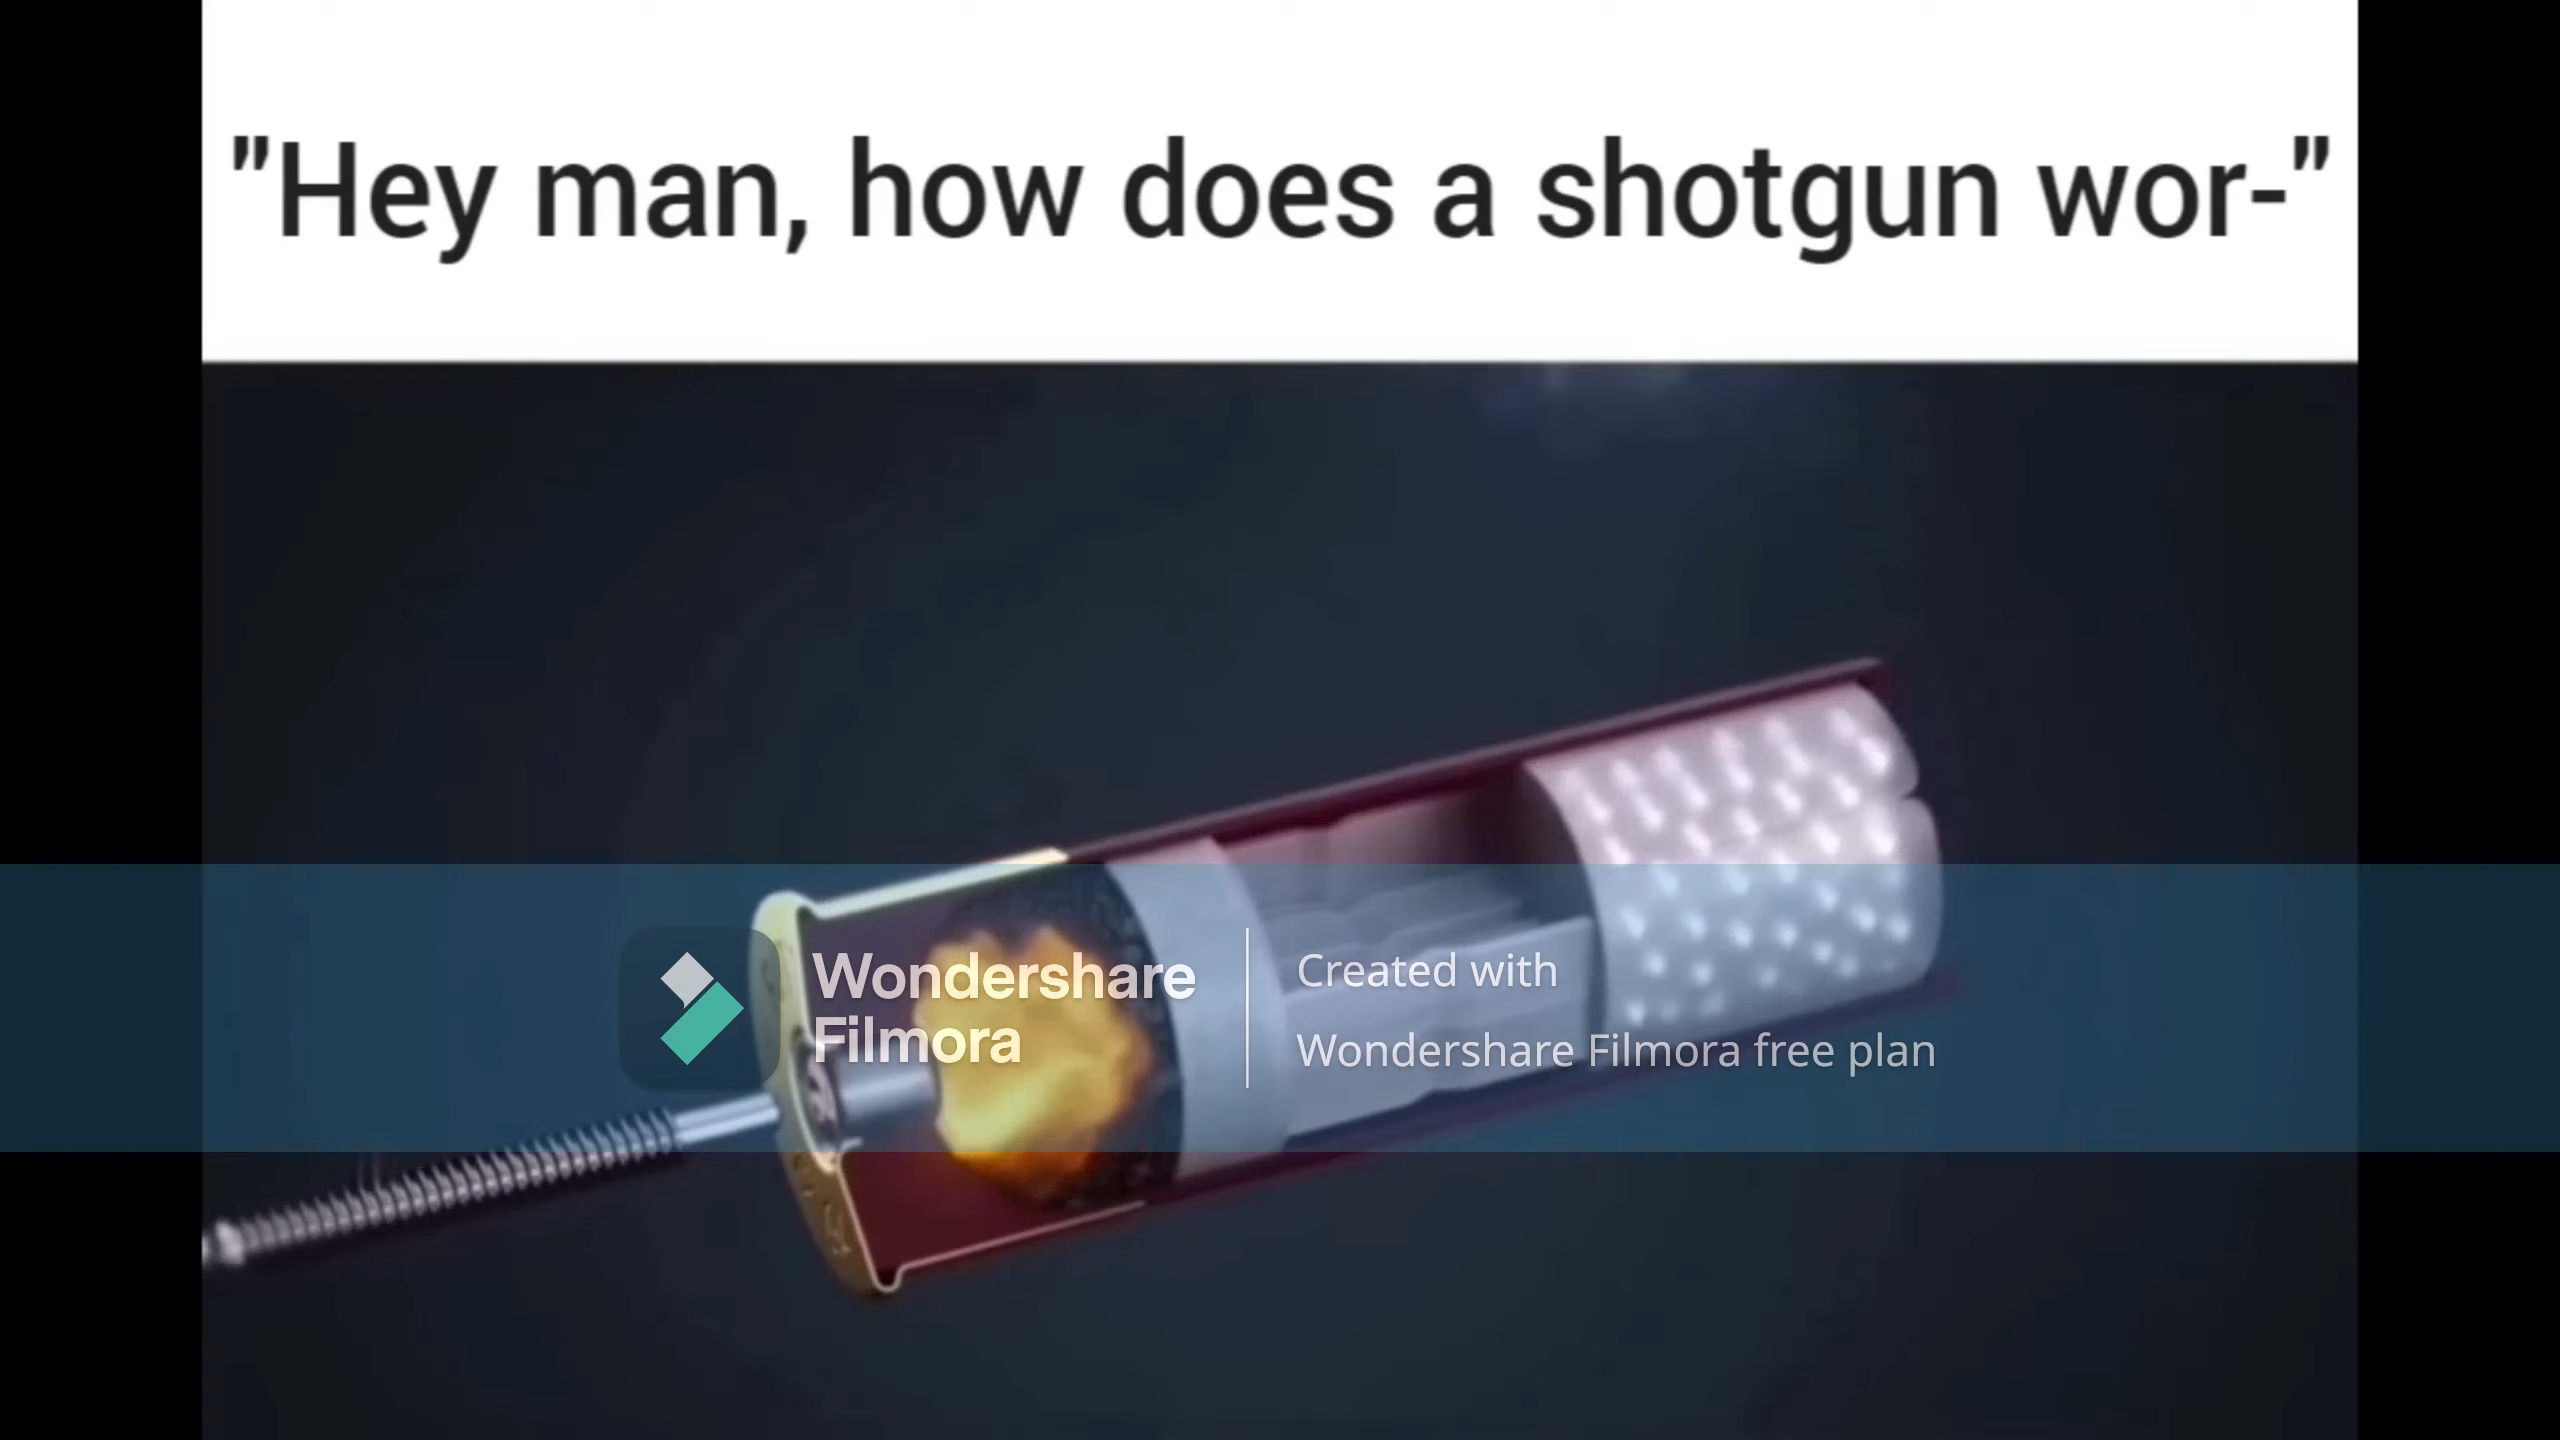 "Hey man, how does a shotgun wor-"
Wondershare
Filmora
Created with
Wondershare Filmora free plan